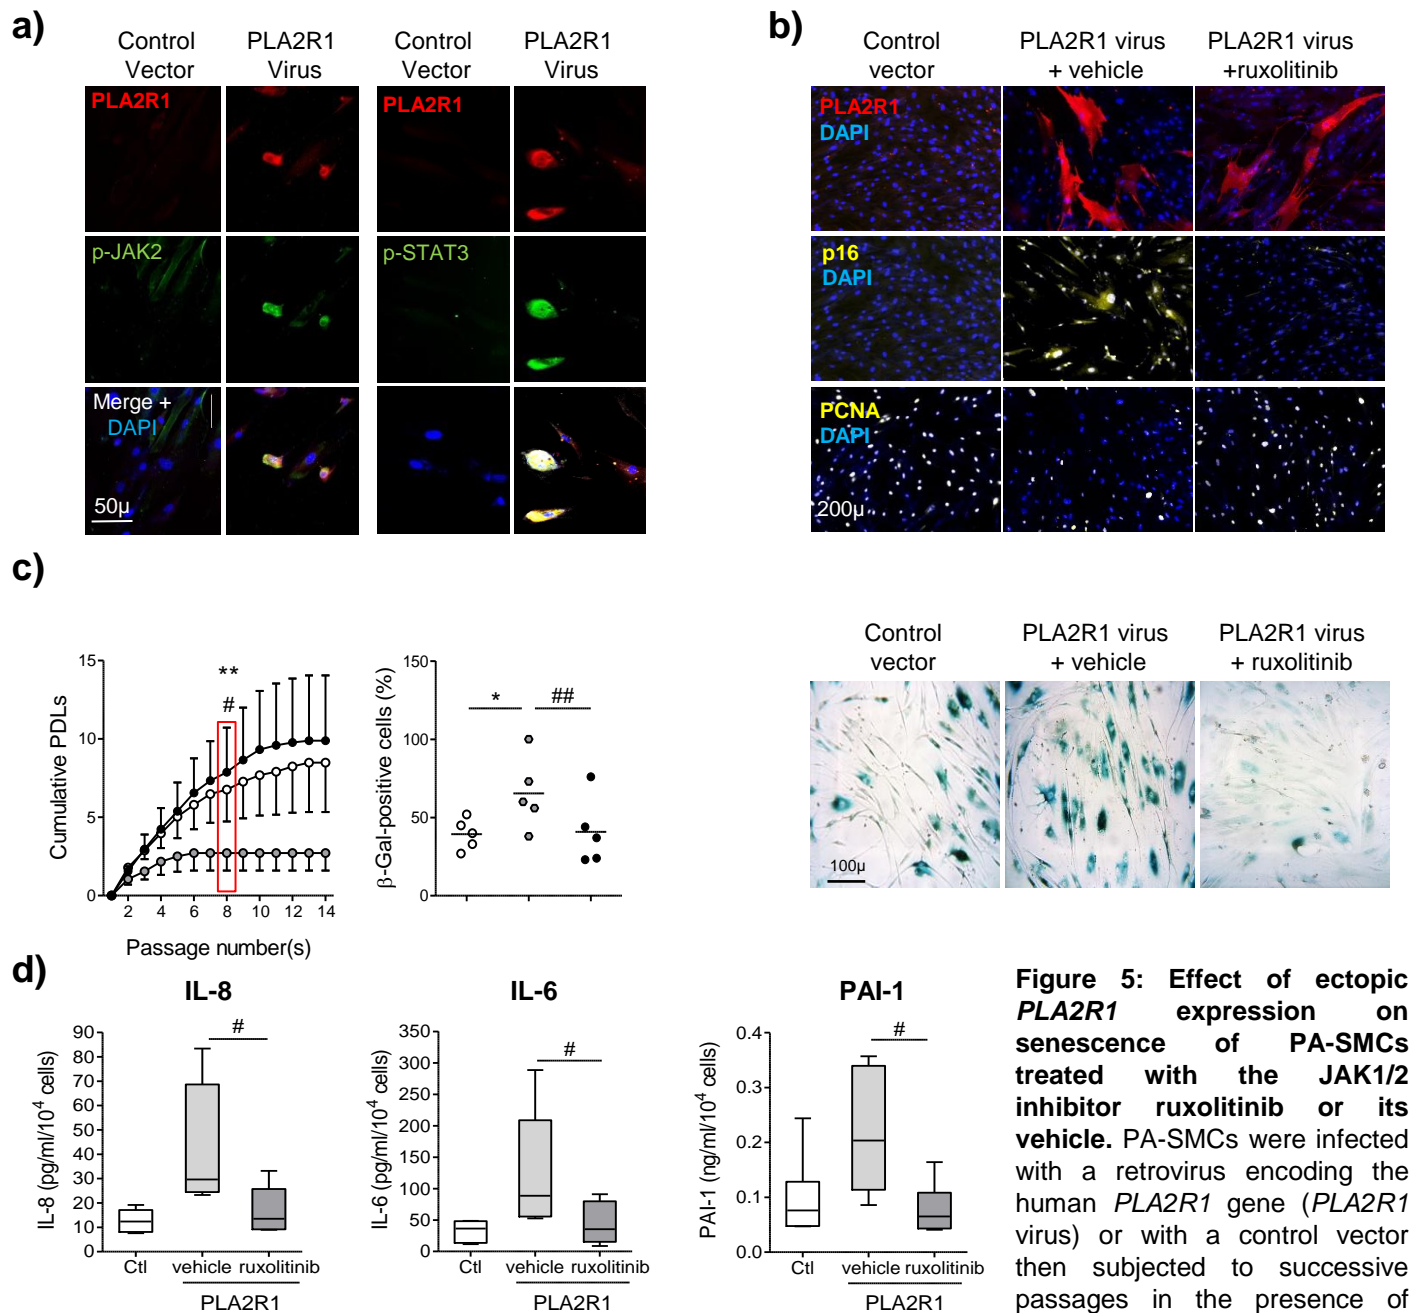 a)
Control Vector
PLA2R1 Virus
Control Vector
PLA2R1 Virus
PLA2R1
PLA2R1
p-JAK2
p-STAT3
Merge +
DAPI
50µ
b)
Control vector
PLA2R1 virus + vehicle
PLA2R1 virus +ruxolitinib
PLA2R1
DAPI
p16
DAPI
PCNA
DAPI
200µ
c)
Cumulative PDLs
15
10
5
0
**
#
2 4 6 8 10 12 14
Passage number(s)
β-Gal-positive cells (%)
150
100
50
0
* ##
Control vector
PLA2R1 virus + vehicle
PLA2R1 virus + ruxolitinib
100µ
d)
IL-8
IL-8 (pg/ml/10⁴ cells)
90
80
70
60
50
40
30
20
10
0
#
Ctl vehicle ruxolitinib
PLA2R1
IL-6
IL-6 (pg/ml/10⁴ cells)
350
300
250
200
150
100
50
0
#
Ctl vehicle ruxolitinib
PLA2R1
PAI-1
PAI-1 (ng/ml/10⁴ cells)
0.4
0.3
0.2
0.1
0.0
#
Ctl vehicle ruxolitinib
PLA2R1
Figure 5: Effect of ectopic
PLA2R1 expression on
senescence of PA-SMCs
treated with the JAK1/2
inhibitor ruxolitinib or its
vehicle. PA-SMCs were infected
with a retrovirus encoding the
human PLA2R1 gene (PLA2R1
virus) or with a control vector
then subjected to successive
passages in the presence of